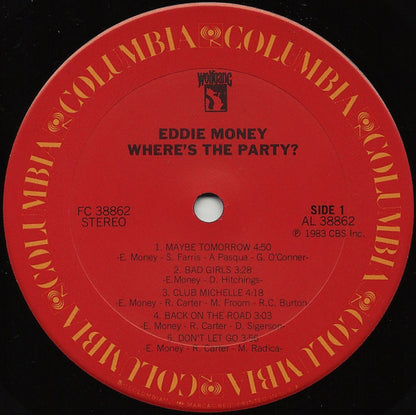 COLUMBIA COLUMBIA COLUMBIA COLUMBIA COLUMBIA COLUMBIA
wolfgang
EDDIE MONEY
WHERE'S THE PARTY?
FC 38862
STEREO
SIDE 1
AL 38862
℗ 1983 CBS Inc.
1. MAYBE TOMORROW 4:50
-E. Money - S. Farris - A Pasqua - G. O'Conner-
2. BAD GIRLS 3:28
-E.Money - D. Hitchings-
3. CLUB MICHELLE 4/18
-E. Money - R. Carter - M. Froom - R.C. Burton
4. BACK ON THE ROAD 3:03
-E. Money - R. Carter - D. Sigerson-
5. DON'T LET GO
-E. Money - R. Carter - M. Radice-